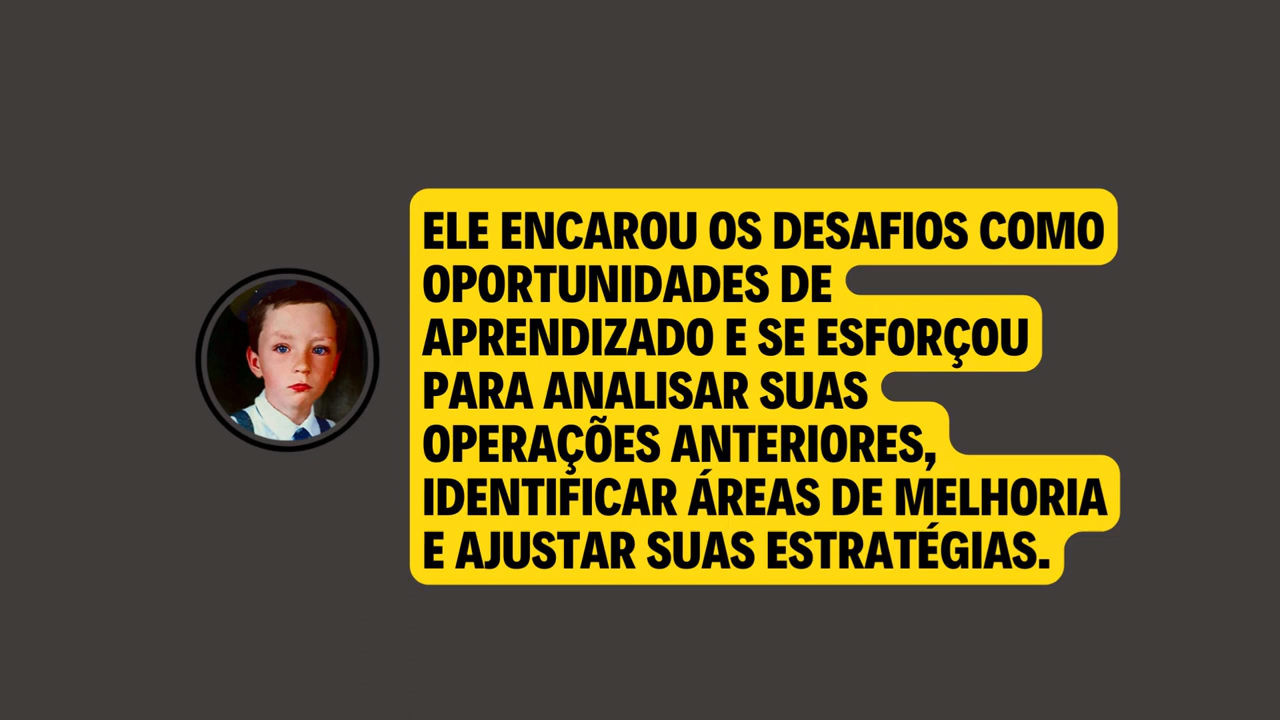 ELE ENCAROU OS DESAFIOS COMO
OPORTUNIDADES DE
APRENDIZADO E SE ESFORÇOU
PARA ANALISAR SUAS
OPERAÇÕES ANTERIORES,
IDENTIFICAR ÁREAS DE MELHORIA
E AJUSTAR SUAS ESTRATÉGIAS.